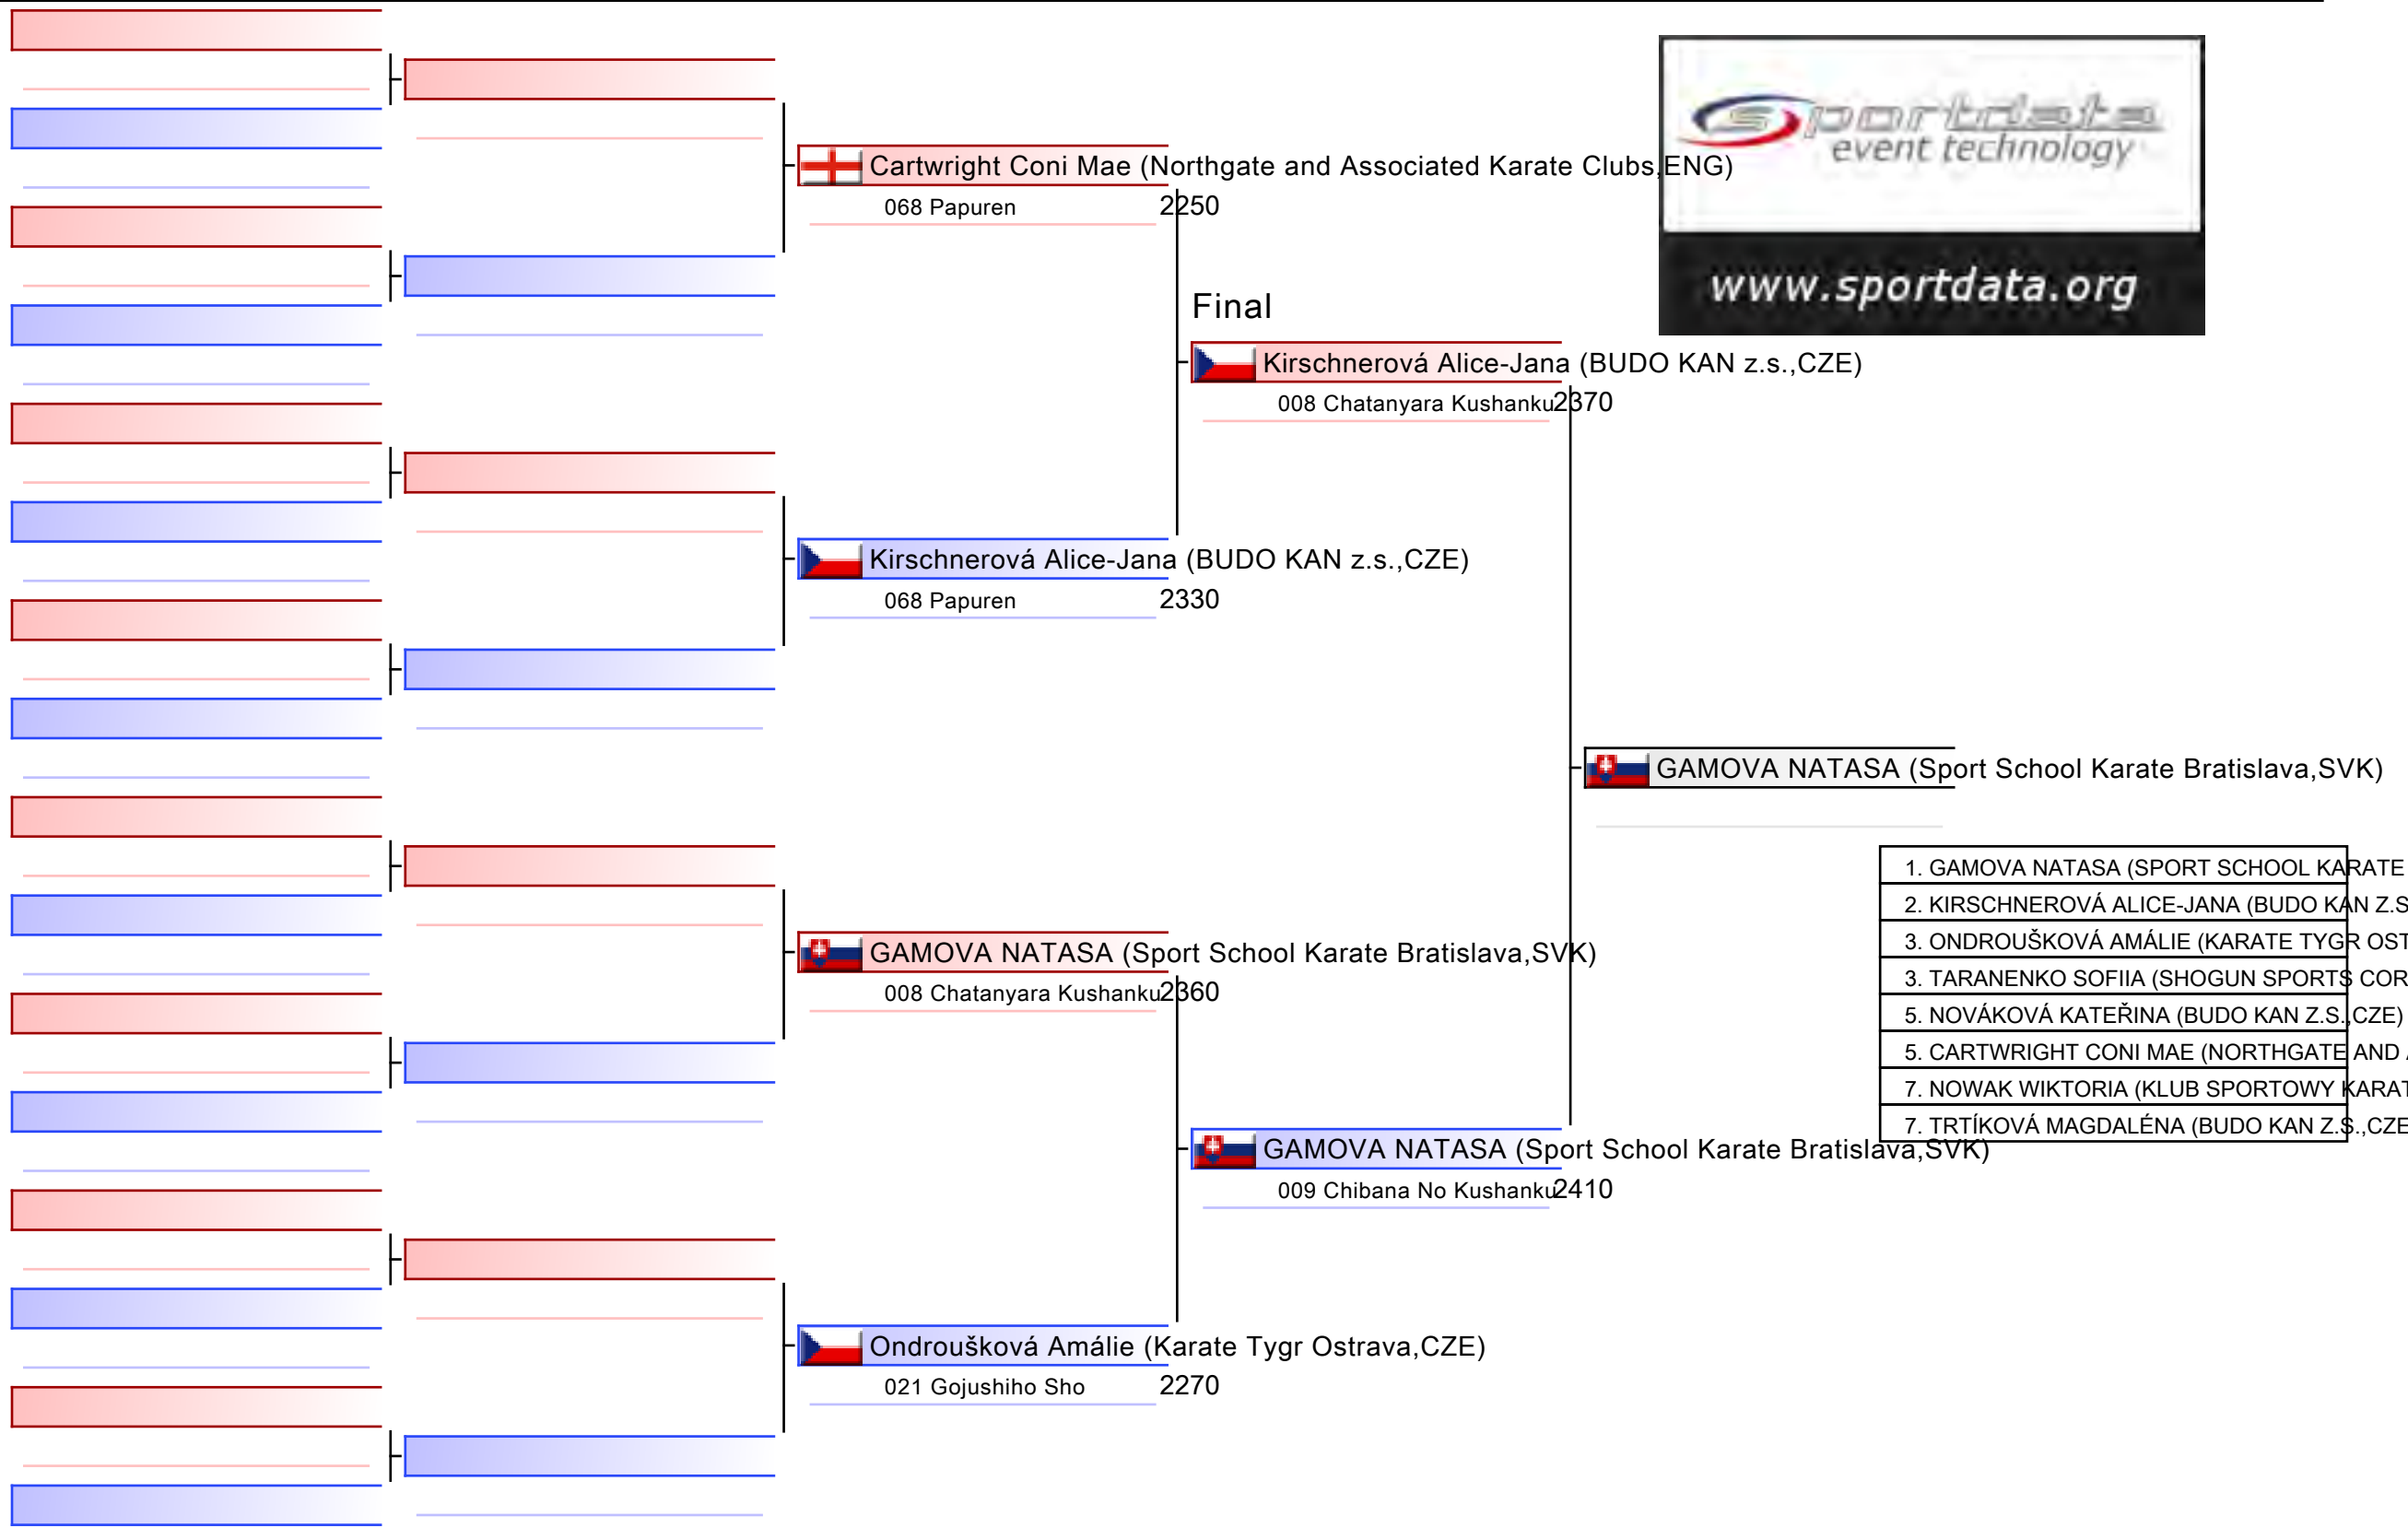 sportdata
event technology
www.sportdata.org
Cartwright Coni Mae (Northgate and Associated Karate Clubs,ENG)
068 Papuren 2250
Final
Kirschnerová Alice-Jana (BUDO KAN z.s.,CZE)
008 Chatanyara Kushanku 2370
Kirschnerová Alice-Jana (BUDO KAN z.s.,CZE)
068 Papuren 2330
GAMOVA NATASA (Sport School Karate Bratislava,SVK)
1. GAMOVA NATASA (SPORT SCHOOL KARATE
2. KIRSCHNEROVÁ ALICE-JANA (BUDO KAN Z.S
3. ONDROUŠKOVÁ AMÁLIE (KARATE TYGR OST
3. TARANENKO SOFIIA (SHOGUN SPORTS COR
5. NOVÁKOVÁ KATEŘINA (BUDO KAN Z.S.,CZE)
5. CARTWRIGHT CONI MAE (NORTHGATE AND
7. NOWAK WIKTORIA (KLUB SPORTOWY KARAT
7. TRTÍKOVÁ MAGDALÉNA (BUDO KAN Z.S.,CZE
GAMOVA NATASA (Sport School Karate Bratislava,SVK)
008 Chatanyara Kushanku 2360
GAMOVA NATASA (Sport School Karate Bratislava,SVK)
009 Chibana No Kushanku 2410
Ondroušková Amálie (Karate Tygr Ostrava,CZE)
021 Gojushiho Sho 2270